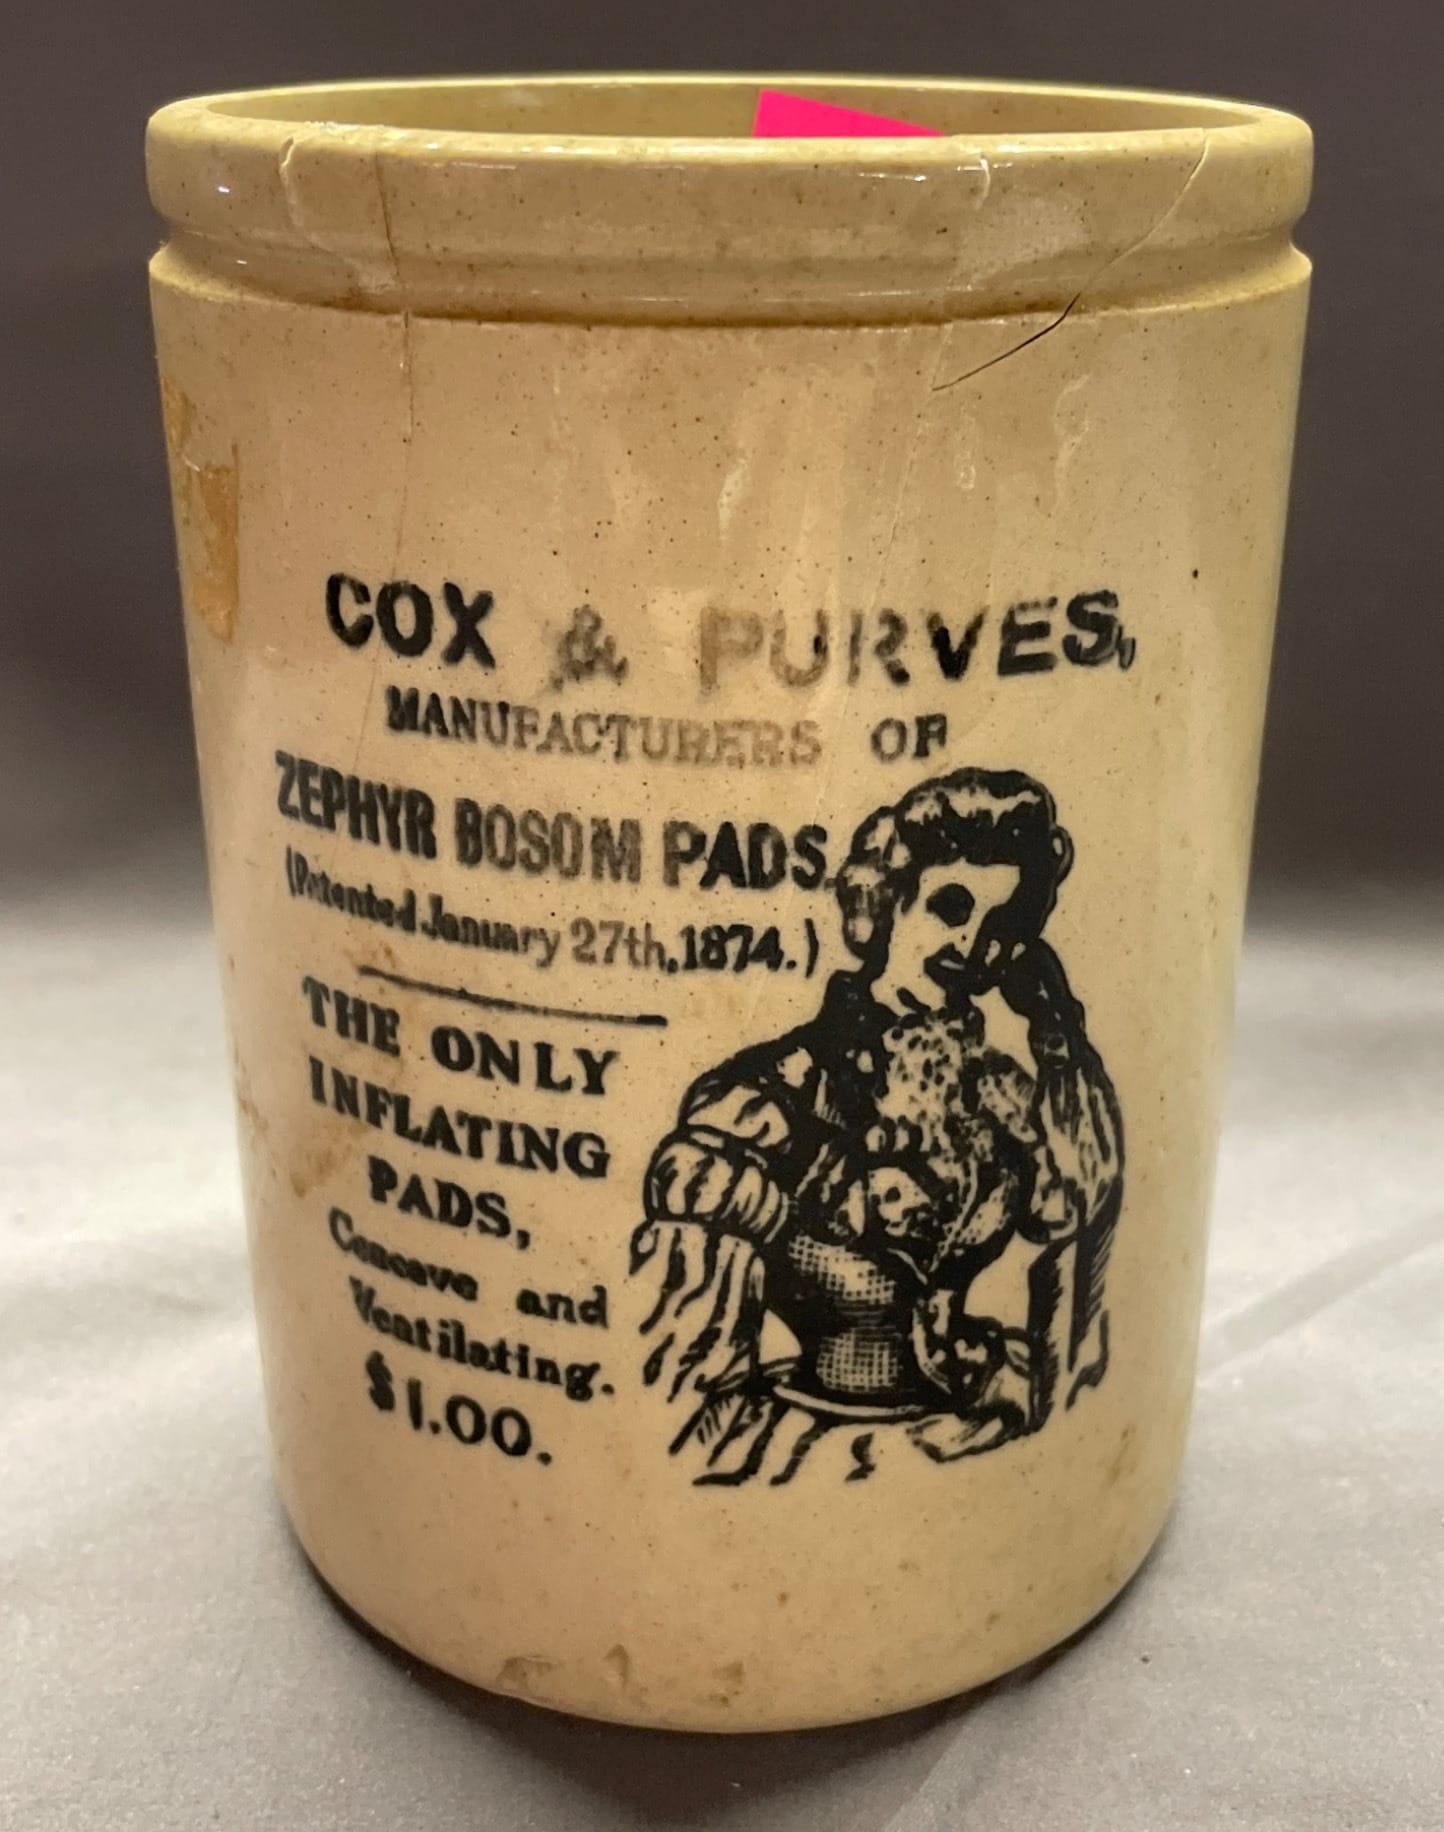 COX & PURVES,
MANUFACTURERS OF
ZEPHYR BOSOM PADS.
(Patented January 27th, 1874.)
THE ONLY
INFLATING
PADS,
Concave and
Ventilating.
$1.00.